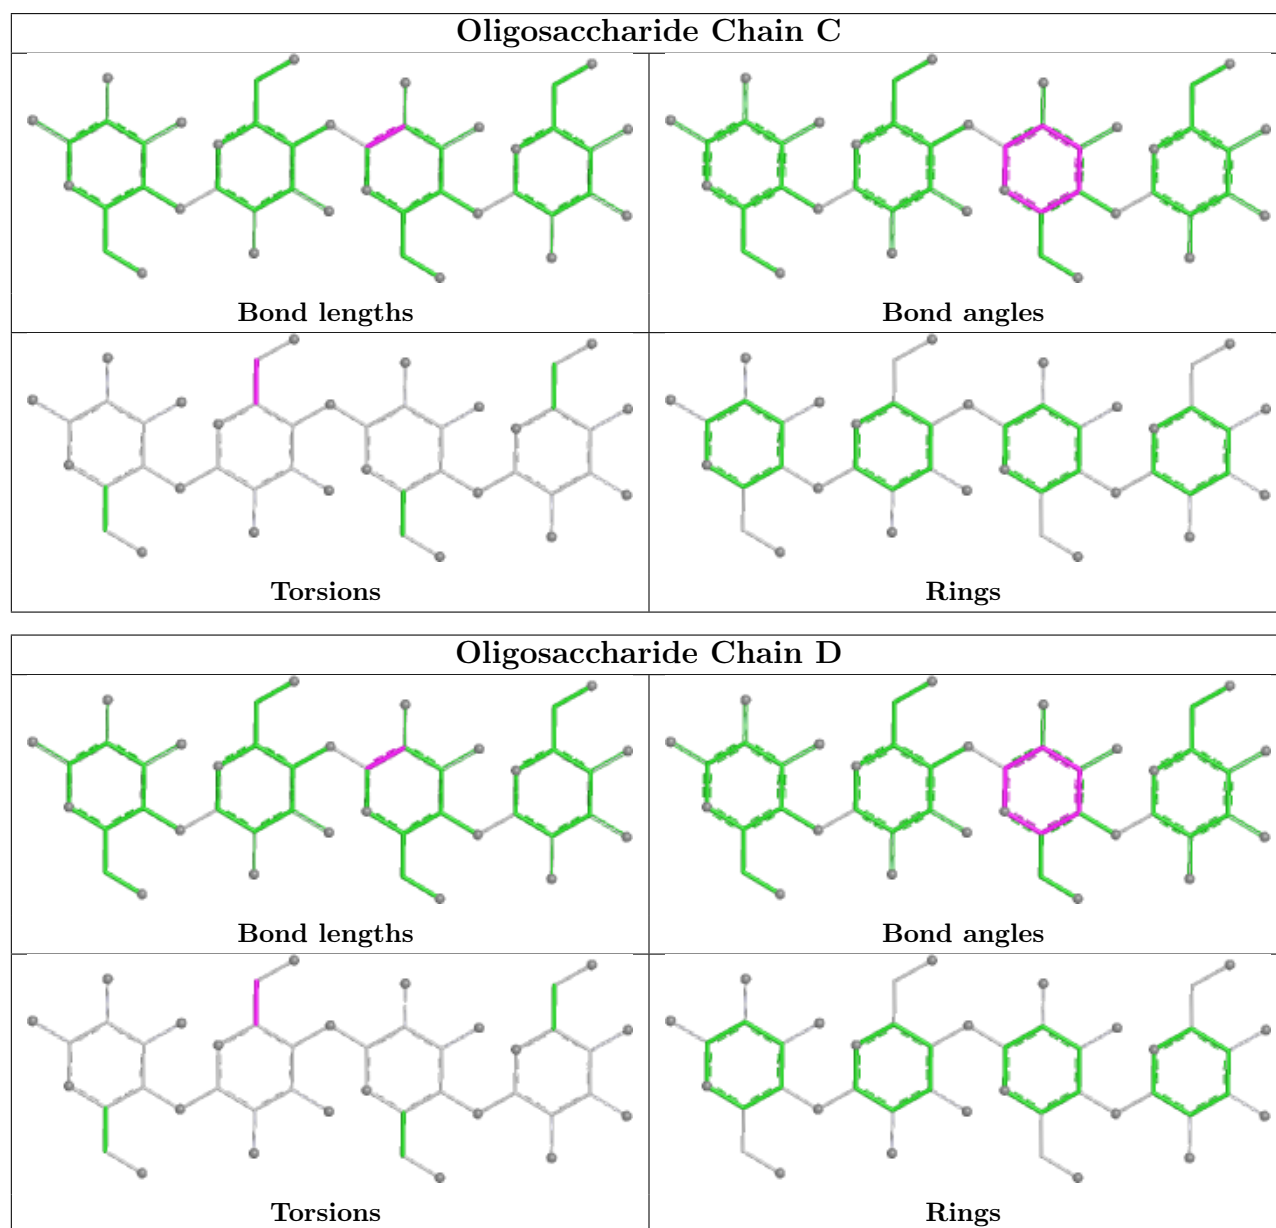 Oligosaccharide Chain C
Bond lengths
Bond angles
Torsions
Rings
Oligosaccharide Chain D
Bond lengths
Bond angles
Torsions
Rings